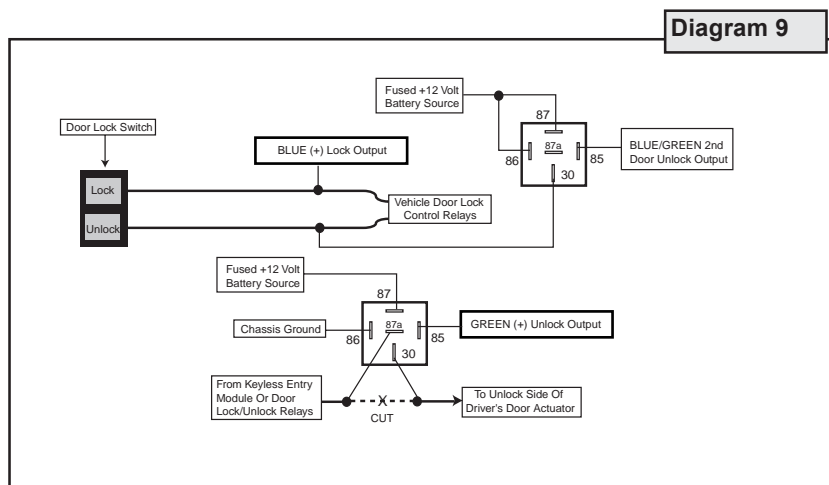 Diagram 9
Fused +12 Volt
Battery Source
87
Door Lock Switch
BLUE (+) Lock Output
87a
86
85
30
BLUE/GREEN 2nd
Door Unlock Output
Lock
Unlock
Vehicle Door Lock
Control Relays
Fused +12 Volt
Battery Source
87
Chassis Ground
87a
86
85
30
GREEN (+) Unlock Output
From Keyless Entry
Module Or Door
Lock/Unlock Relays
X
CUT
To Unlock Side Of
Driver's Door Actuator